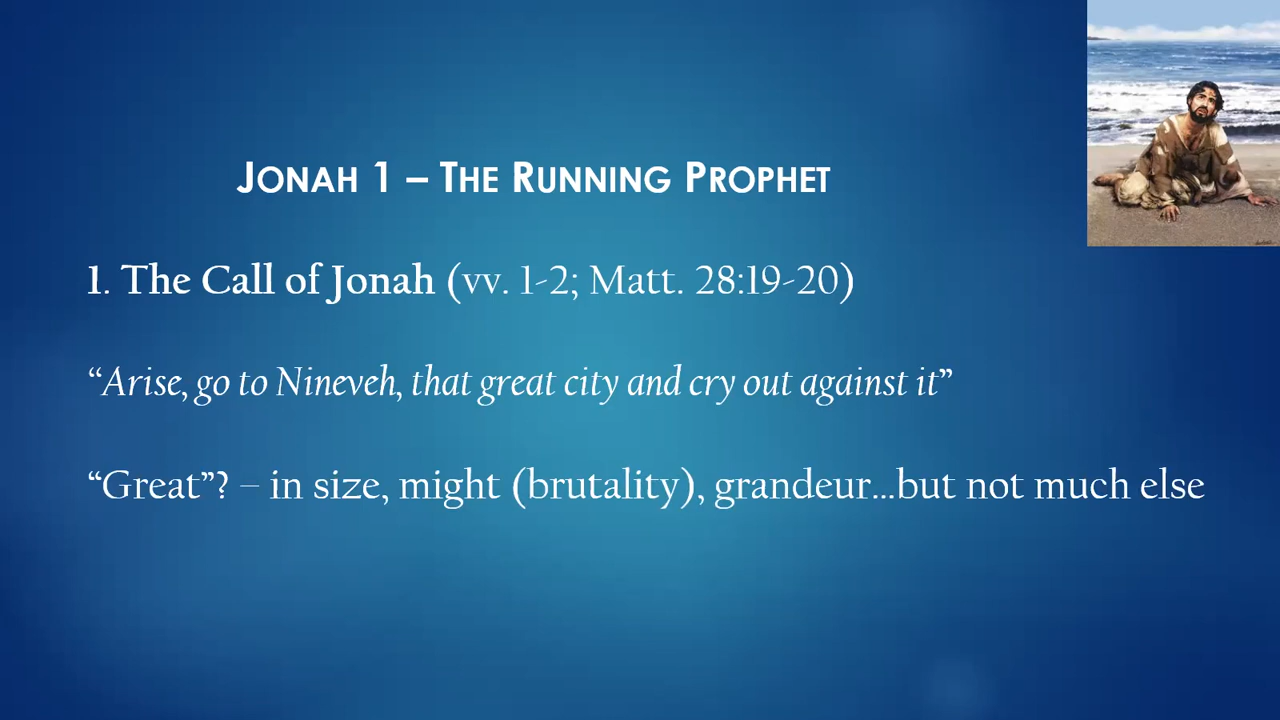 JONAH 1 – THE RUNNING PROPHET
1. The Call of Jonah (vv. 1-2; Matt. 28:19-20)
“Arise, go to Nineveh, that great city and cry out against it”
“Great”? – in size, might (brutality), grandeur...but not much else